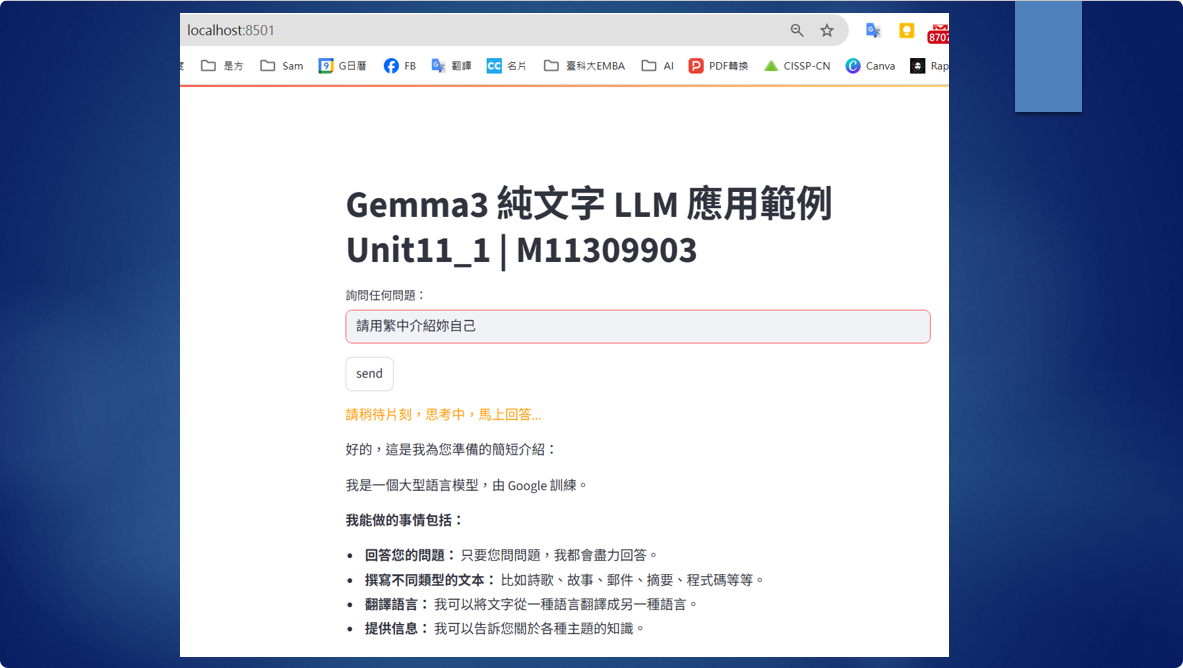 localhost:8501
8707
是方 Sam 9 G日曆 FB 翻譯 CC 名片 臺科大EMBA AI PDF轉換 CISSP-CN Canva Rap
Gemma3 純文字 LLM 應用範例
Unit11_1 | M11309903
詢問任何問題：
請用繁中介紹妳自己
send
請稍待片刻，思考中，馬上回答...
好的，這是我為您準備的簡短介紹：
我是一個大型語言模型，由 Google 訓練。
我能做的事情包括：
• 回答您的問題： 只要您問問題，我都會盡力回答。
• 撰寫不同類型的文本： 比如詩歌、故事、郵件、摘要、程式碼等等。
• 翻譯語言： 我可以將文字從一種語言翻譯成另一種語言。
• 提供信息： 我可以告訴您關於各種主題的知識。